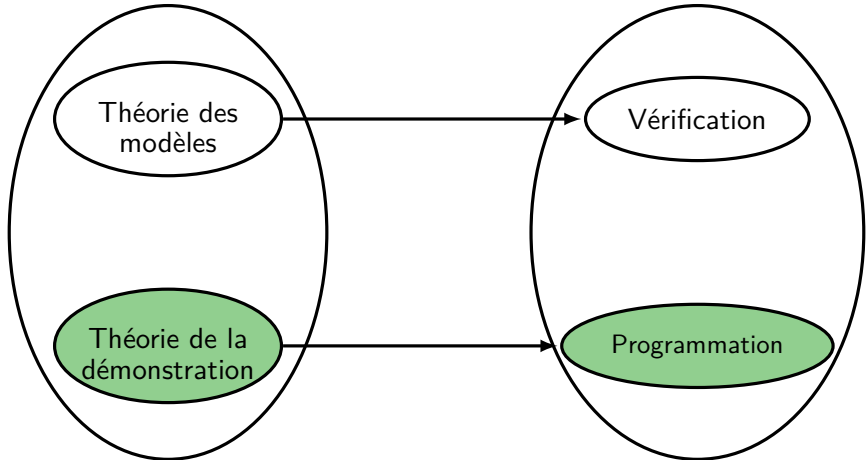 Théorie des
modèles
Vérification
Théorie de la
démonstration
Programmation